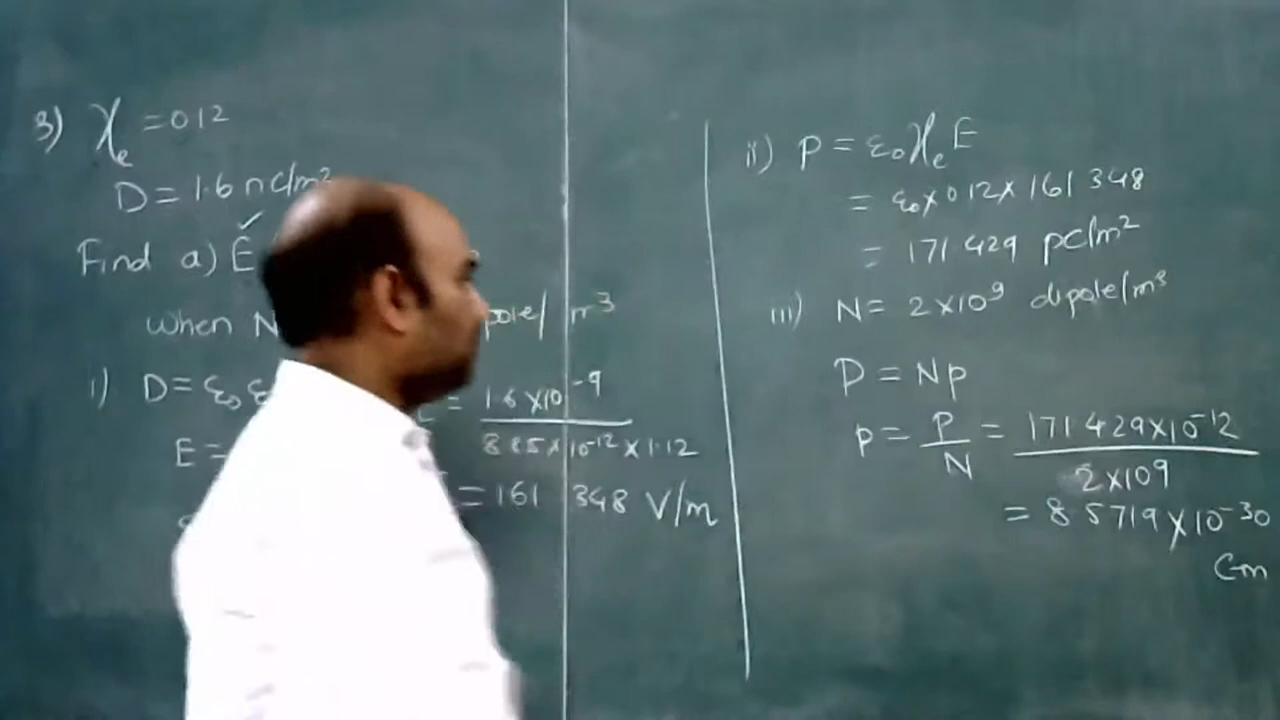 3) χe = 0.12
D = 1.6 nc/m²
Find a) E
when N pole/m³
i) D = ε0 ε = 1.6 × 10⁻⁹ / 8.85 × 10⁻¹² × 1.12
E =
= 161.348 V/m
ii) P = ε0 χe E
= ε0 × 0.12 × 161.348
= 171.429 pc/m²
iii) N = 2 × 10⁹ dipole/m³
P = Np
p = P/N = 171.429 × 10⁻¹² / 2 × 10⁹
= 8.5719 × 10⁻³⁰
C-m